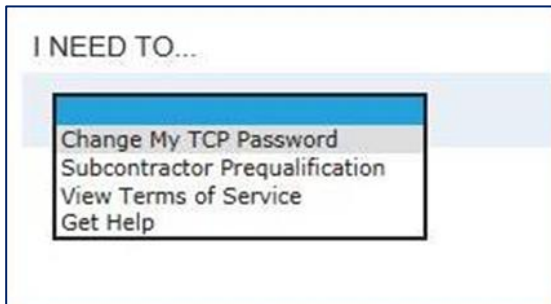 I NEED TO...
Change My TCP Password
Subcontractor Prequalification
View Terms of Service
Get Help